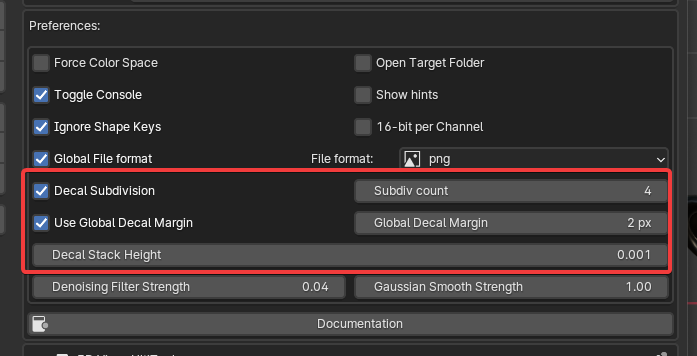 Preferences:
Force Color Space Open Target Folder
Toggle Console Show hints
Ignore Shape Keys 16-bit per Channel
Global File format File format: png
Decal Subdivision Subdiv count 4
Use Global Decal Margin Global Decal Margin 2 px
Decal Stack Height 0.001
Denoising Filter Strength 0.04 Gaussian Smooth Strength 1.00
Documentation